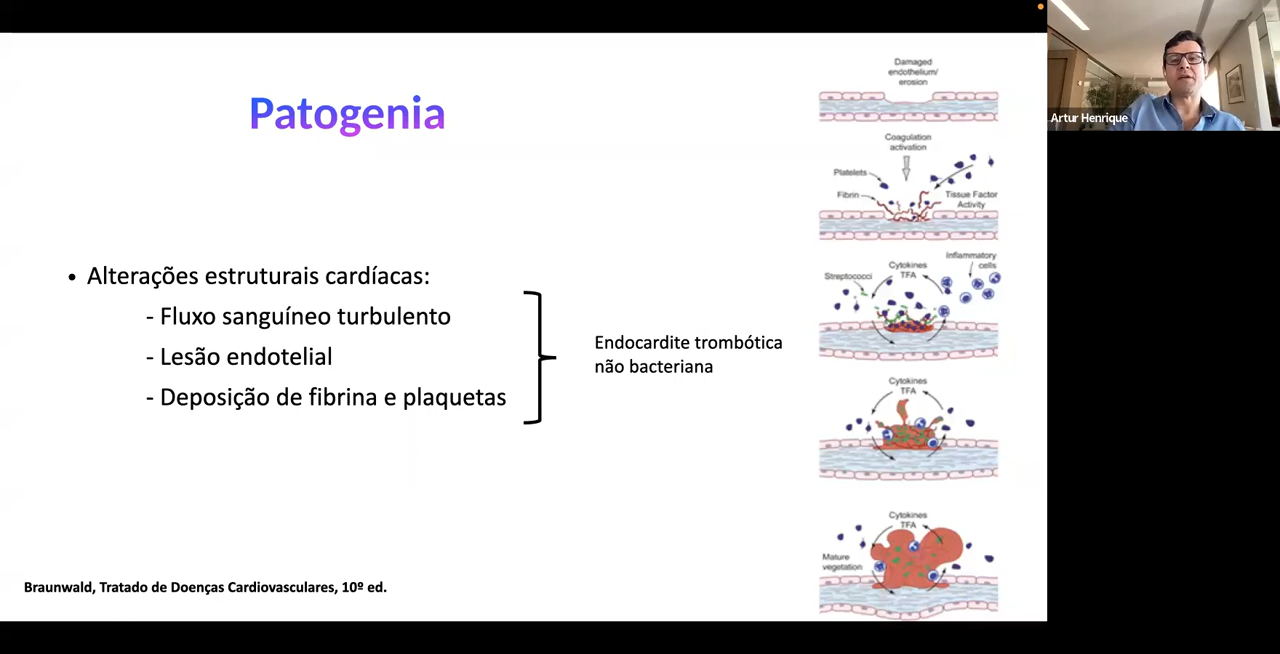 Patogenia
• Alterações estruturais cardíacas:
- Fluxo sanguíneo turbulento
- Lesão endotelial
- Deposição de fibrina e plaquetas
Endocardite trombótica
não bacteriana
Braunwald, Tratado de Doenças Cardiovasculares, 10º ed.
Damaged
endothelium/
erosion
Coagulation
activation
Platelets
Fibrin
Tissue Factor
Activity
Inflammatory
cells
Cytokines
TFA
Streptococci
Cytokines
TFA
Cytokines
TFA
Mature
vegetation
Artur Henrique